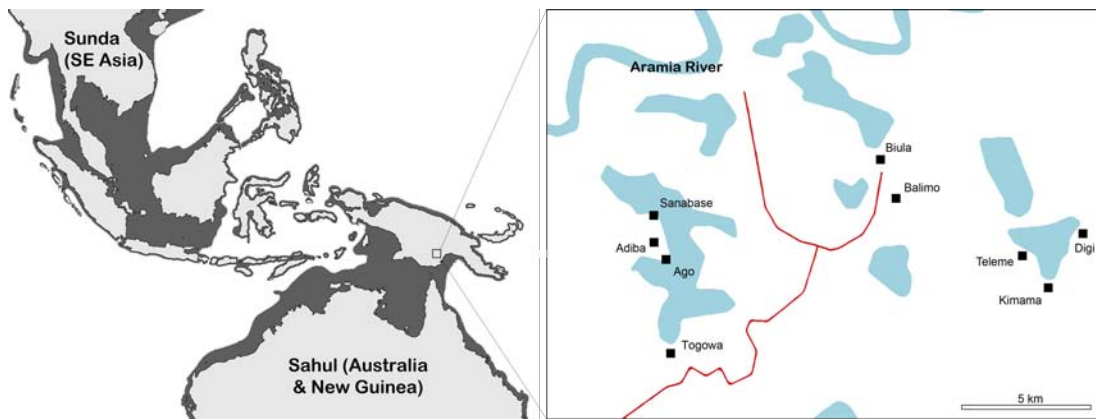 Sunda
(SE Asia)
Sahul (Australia
& New Guinea)
Aramia River
Biula
Balimo
Sanabase
Adiba
Ago
Digi
Teleme
Kimama
Togowa
5 km